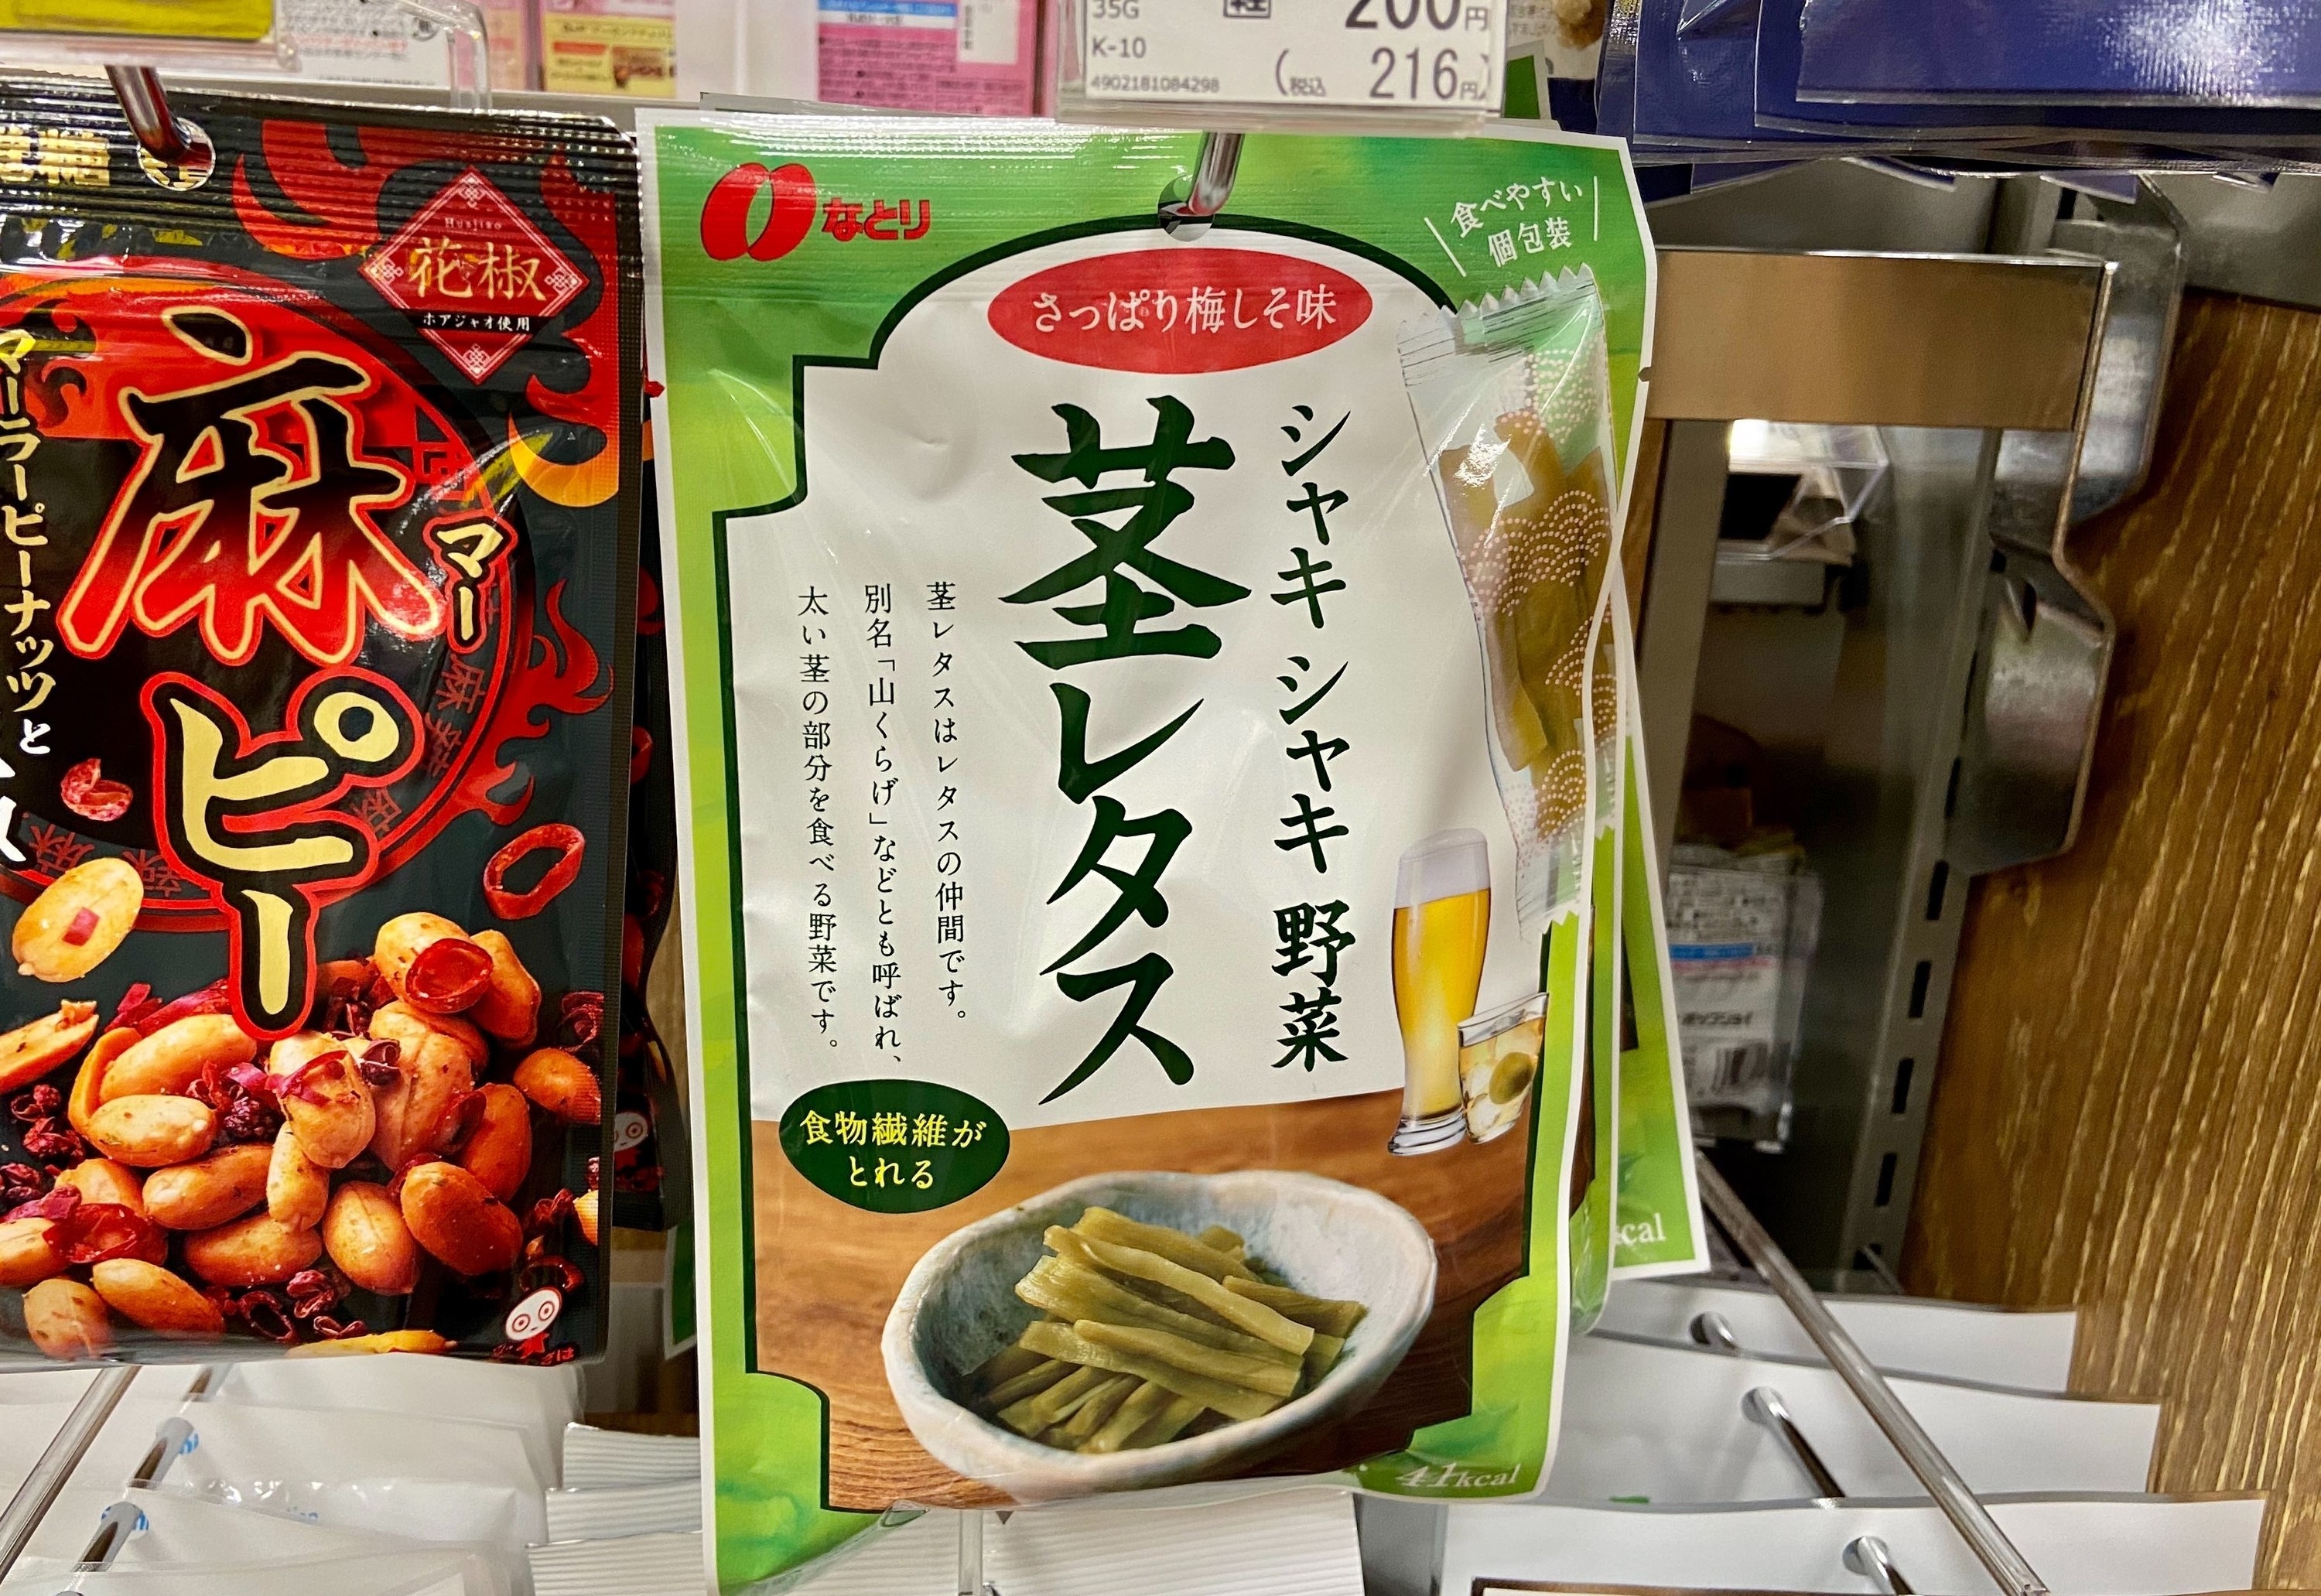 35G
200円
K-10
4902181084298
(税込 216円)
花椒
ホアジャオ使用
麻ピー
マー
マーラーピーナッツと
なとり
食べやすい
個包装
さっぱり梅しそ味
シャキシャキ野菜
茎レタス
茎レタスはレタスの仲間です。
別名「山くらげ」などとも呼ばれ、
太い茎の部分を食べる野菜です。
食物繊維が
とれる
41kcal
kcal